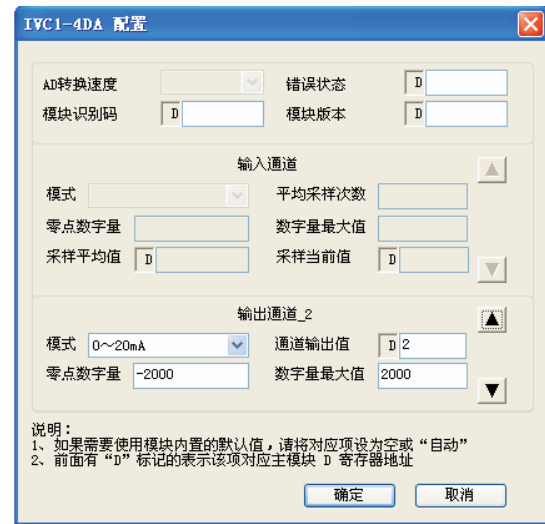 IVC1-4DA 配置
AD转换速度 错误状态 D
模块识别码 D 模块版本 D
输入通道
模式 平均采样次数
零点数字量 数字量最大值
采样平均值 D 采样当前值 D
输出通道_2
模式 0～20mA 通道输出值 D 2
零点数字量 -2000 数字量最大值 2000
说明：
1、如果需要使用模块内置的默认值，请将对应项设为空或“自动”
2、前面有“D”标记的表示该项对应主模块 D 寄存器地址
确定 取消